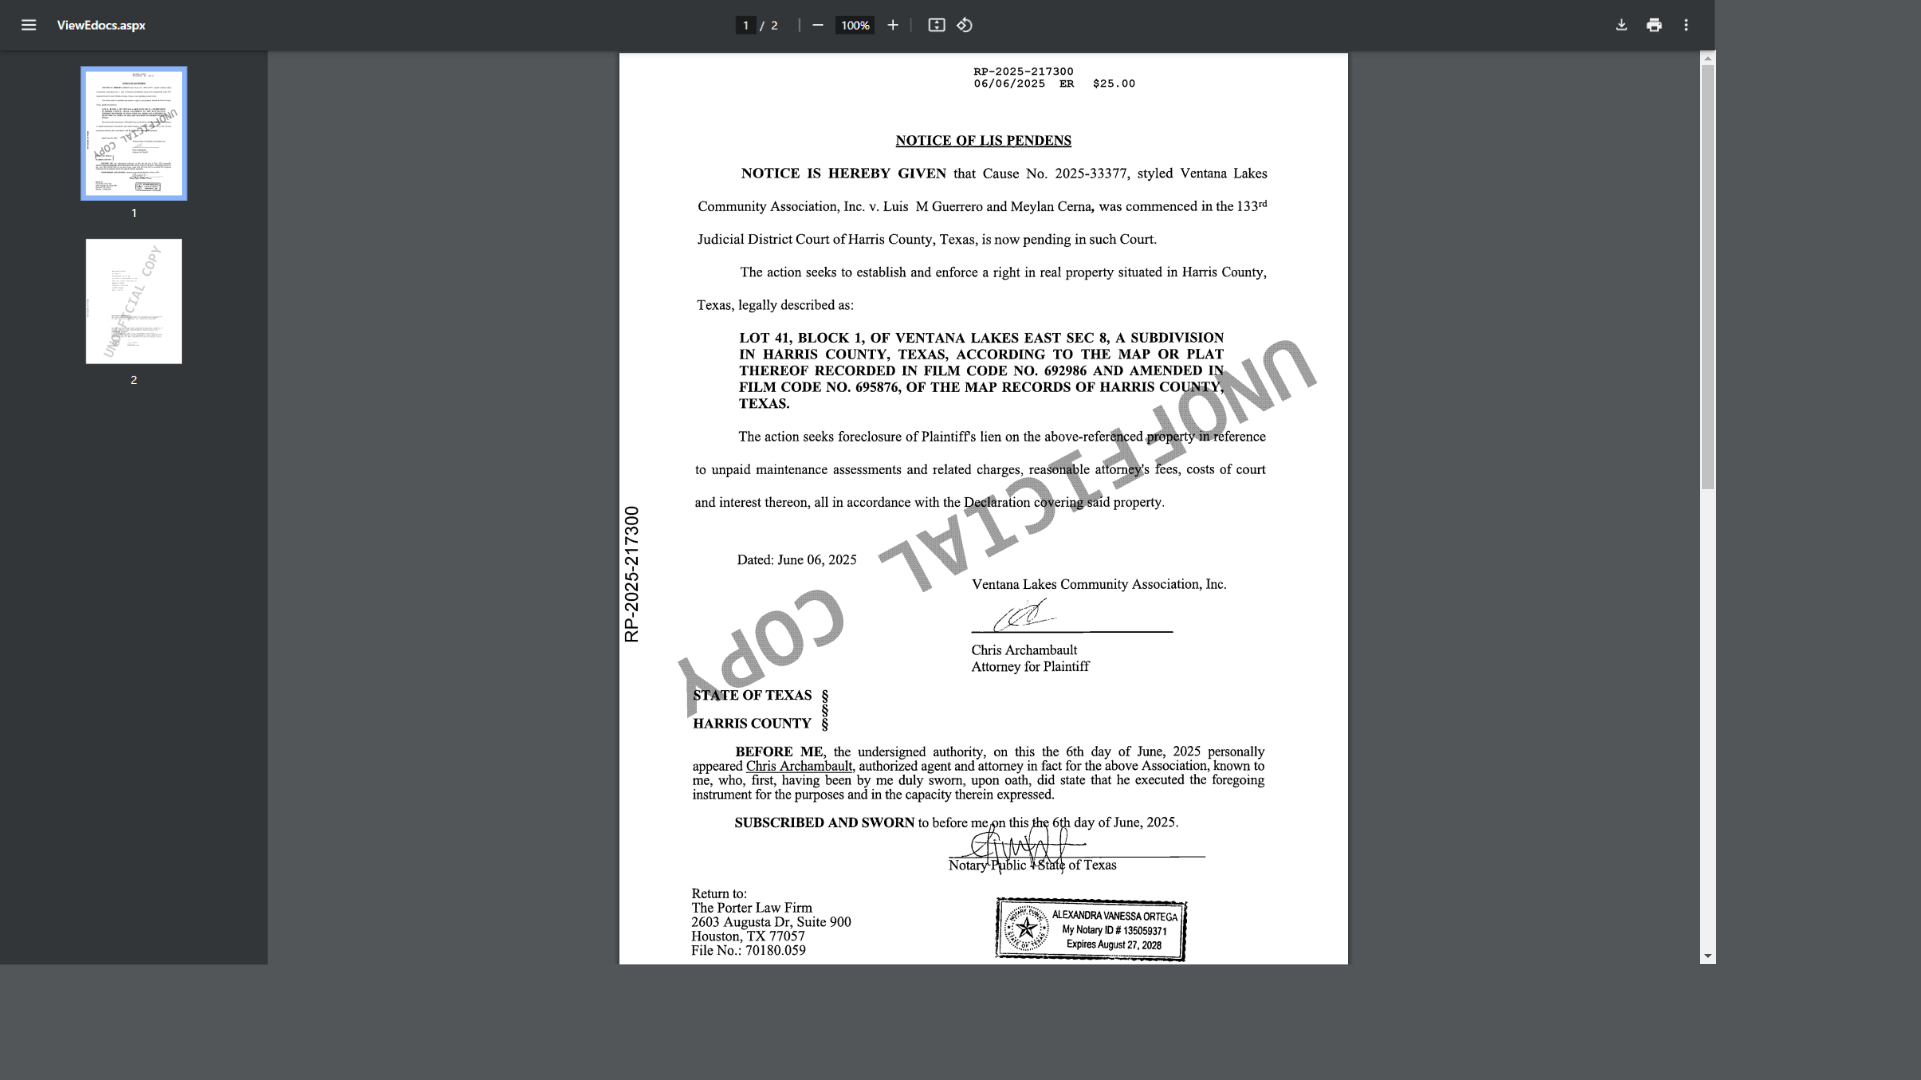 ViewEdocs.aspx
1 / 2
100%
1
2
RP-2025-217300
06/06/2025 ER $25.00
NOTICE OF LIS PENDENS
NOTICE IS HEREBY GIVEN that Cause No. 2025-33377, styled Ventana Lakes
Community Association, Inc. v. Luis M Guerrero and Meylan Cerna, was commenced in the 133rd
Judicial District Court of Harris County, Texas, is now pending in such Court.
The action seeks to establish and enforce a right in real property situated in Harris County,
Texas, legally described as:
LOT 41, BLOCK 1, OF VENTANA LAKES EAST SEC 8, A SUBDIVISION
IN HARRIS COUNTY, TEXAS, ACCORDING TO THE MAP OR PLAT
THEREOF RECORDED IN FILM CODE NO. 692986 AND AMENDED IN
FILM CODE NO. 695876, OF THE MAP RECORDS OF HARRIS COUNTY,
TEXAS.
The action seeks foreclosure of Plaintiff's lien on the above-referenced property in reference
to unpaid maintenance assessments and related charges, reasonable attorney's fees, costs of court
and interest thereon, all in accordance with the Declaration covering said property.
UNOFFICIAL COPY
RP-2025-217300
Dated: June 06, 2025
Ventana Lakes Community Association, Inc.
Chris Archambault
Attorney for Plaintiff
STATE OF TEXAS §
§
HARRIS COUNTY §
BEFORE ME, the undersigned authority, on this the 6th day of June, 2025 personally
appeared Chris Archambault, authorized agent and attorney in fact for the above Association, known to
me, who, first, having been by me duly sworn, upon oath, did state that he executed the foregoing
instrument for the purposes and in the capacity therein expressed.
SUBSCRIBED AND SWORN to before me on this the 6th day of June, 2025.
Notary Public + State of Texas
Return to:
The Porter Law Firm
2603 Augusta Dr, Suite 900
Houston, TX 77057
File No.: 70180.059
ALEXANDRA VANESSA ORTEGA
My Notary ID # 135059371
Expires August 27, 2028
NOTARY PUBLIC
STATE OF TEXAS